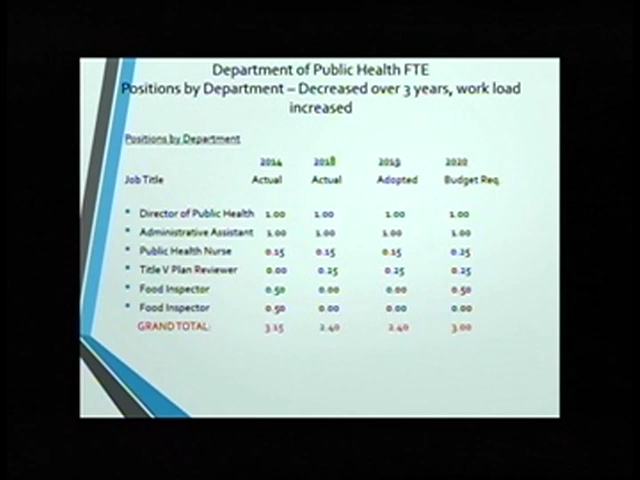 Department of Public Health FTE
Positions by Department – Decreased over 3 years, work load
increased
Positions by Department
2014 2018 2019 2020
Job Title Actual Actual Adopted Budget Req.
Director of Public Health 1.00 1.00 1.00 1.00
Administrative Assistant 1.00 1.00 1.00 1.00
Public Health Nurse 0.15 0.15 0.15 0.25
Title V Plan Reviewer 0.00 0.25 0.25 0.25
Food Inspector 0.50 0.00 0.00 0.50
Food Inspector 0.50 0.00 0.00 0.00
GRAND TOTAL: 3.15 2.40 2.40 3.00